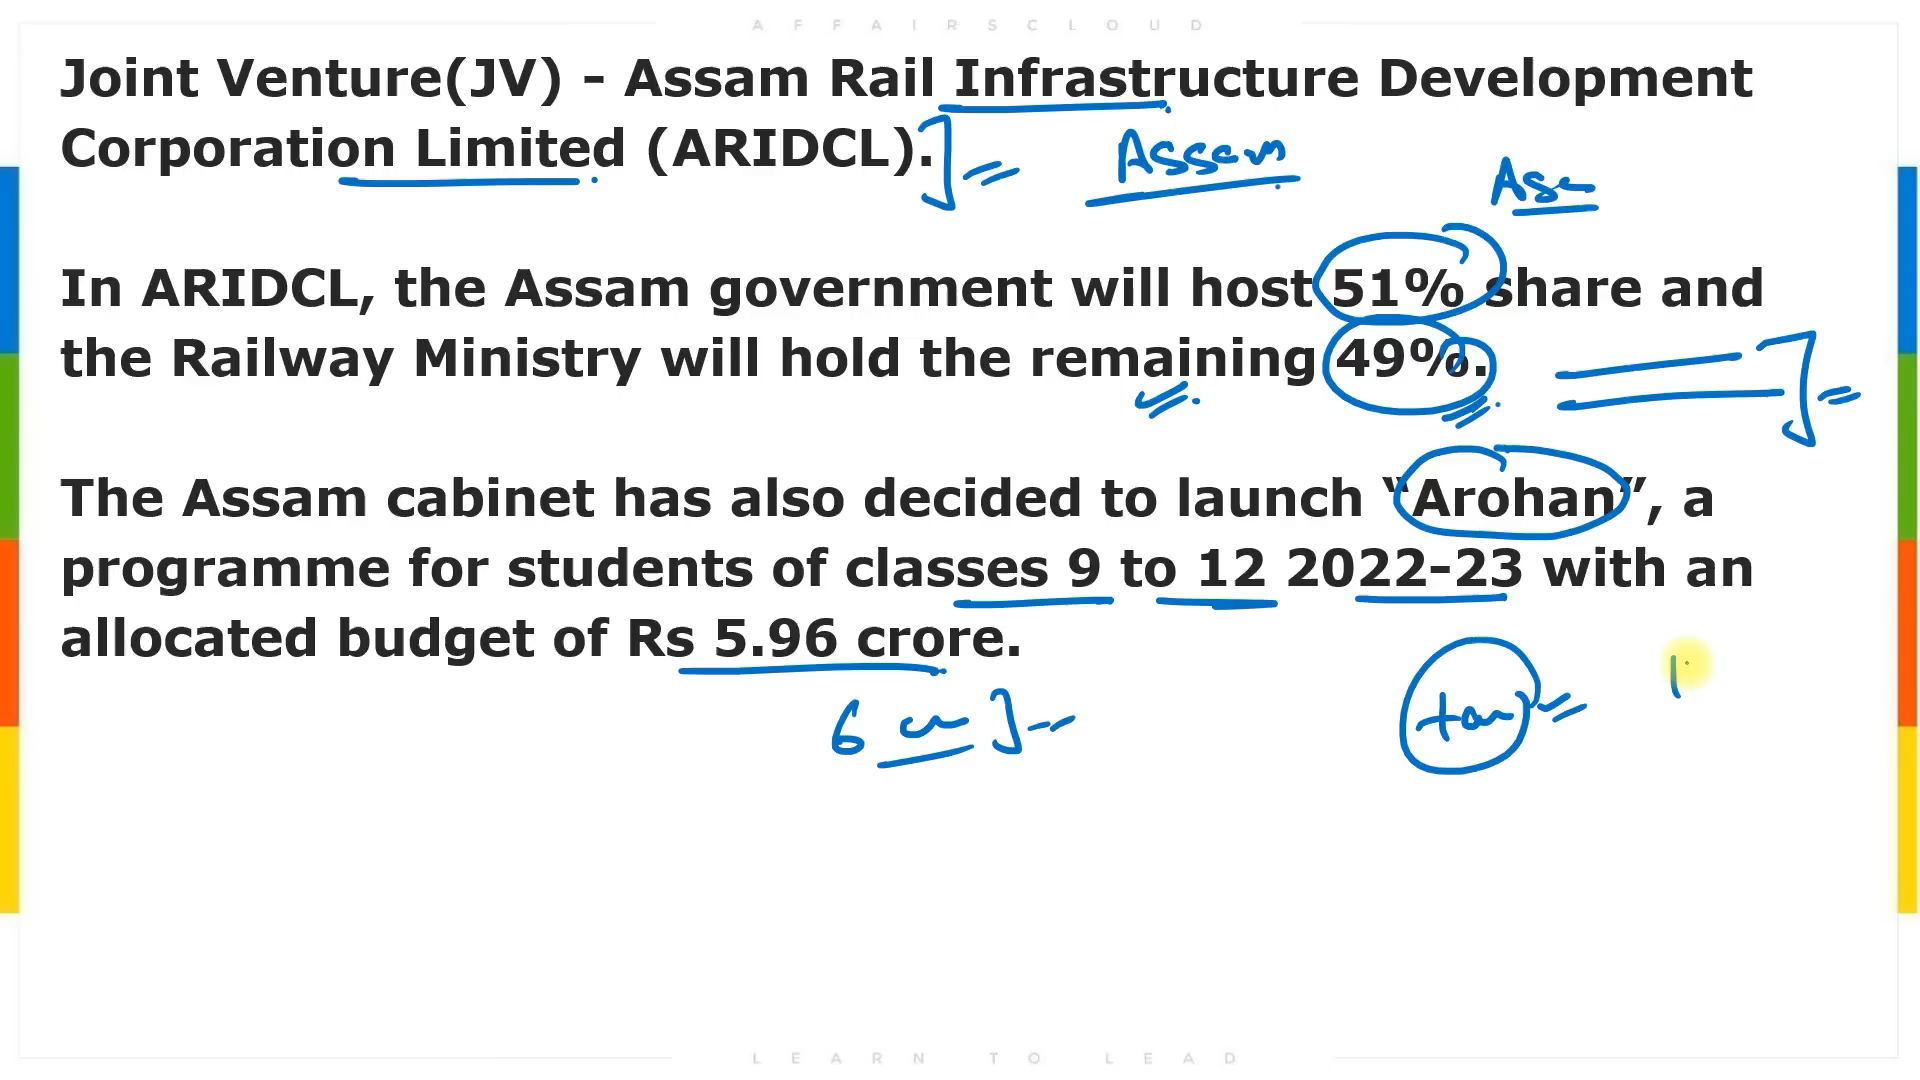 AFFAIRSCLOUD
Joint Venture(JV) - Assam Rail Infrastructure Development
Corporation Limited (ARIDCL).
Assam
Ass
In ARIDCL, the Assam government will host 51% share and
the Railway Ministry will hold the remaining 49%.
The Assam cabinet has also decided to launch “Arohan”, a
programme for students of classes 9 to 12 2022-23 with an
allocated budget of Rs 5.96 crore.
6 cr
LEARN TO LEAD